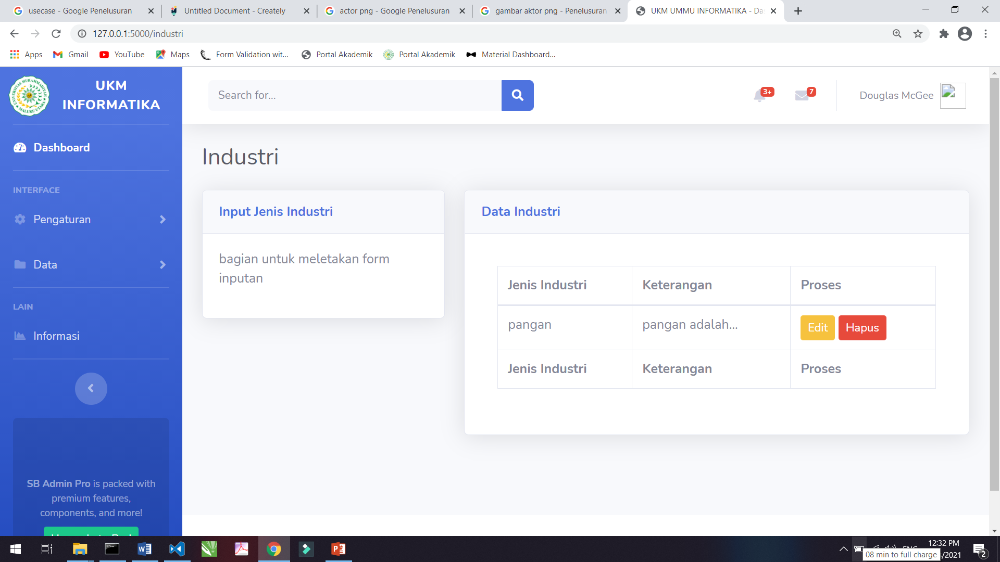 usecase - Google Penelusuran
Untitled Document - Creately
actor png - Google Penelusuran
gambar aktor png - Penelusuran
UKM UMMU INFORMATIKA - Da
127.0.0.1:5000/industri
Apps
Gmail
YouTube
Maps
Form Validation wit...
Portal Akademik
Portal Akademik
Material Dashboard...
UKM
INFORMATIKA
Search for...
3+
7
Douglas McGee
Dashboard
INTERFACE
Pengaturan
Data
LAIN
Informasi
SB Admin Pro is packed with
premium features,
components, and more!
Industri
Input Jenis Industri
bagian untuk meletakan form
inputan
Data Industri
Jenis Industri Keterangan Proses
pangan pangan adalah... Edit Hapus
Jenis Industri Keterangan Proses
12:32 PM
/2021
08 min to full charge
2